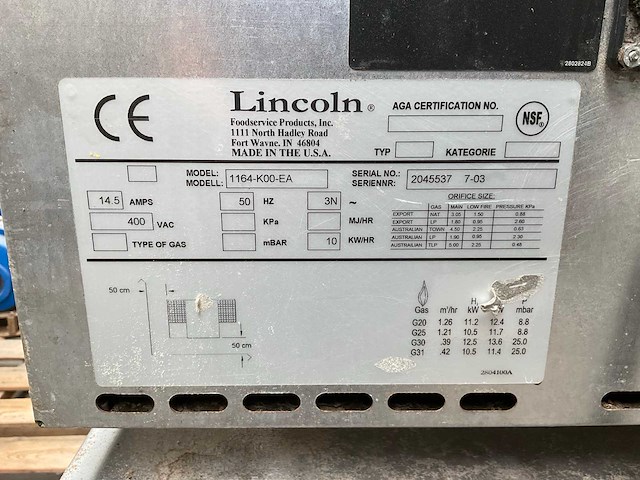 2802824B
CE
Lincoln ®
Foodservice Products, Inc.
1111 North Hadley Road
Fort Wayne, IN 46804
MADE IN THE U.S.A.
AGA CERTIFICATION NO.
NSF®
TYP KATEGORIE
MODEL:
MODELL: 1164-K00-EA
SERIAL NO.:
SERIENNR: 2045537 7-03
14.5 AMPS 50 HZ 3N ~
400 VAC KPa MJ/HR
TYPE OF GAS mBAR 10 KW/HR
ORIFICE SIZE:
GAS MAIN LOW FIRE PRESSURE KPa
EXPORT NAT. 3.05 1.50 0.88
EXPORT LP 1.80 0.95 2.60
AUSTRALIAN TOWN 4.50 2.25 0.63
AUSTRALIAN LP 1.90 0.95 2.36
AUSTRALIAN TLP 5.00 2.25 0.48
50 cm
50 cm
Gas m³/hr kW mbar
G20 1.26 11.2 12.4 8.8
G25 1.21 10.5 11.7 8.8
G30 .39 12.5 13.6 25.0
G31 .42 10.5 11.4 25.0
2804100A